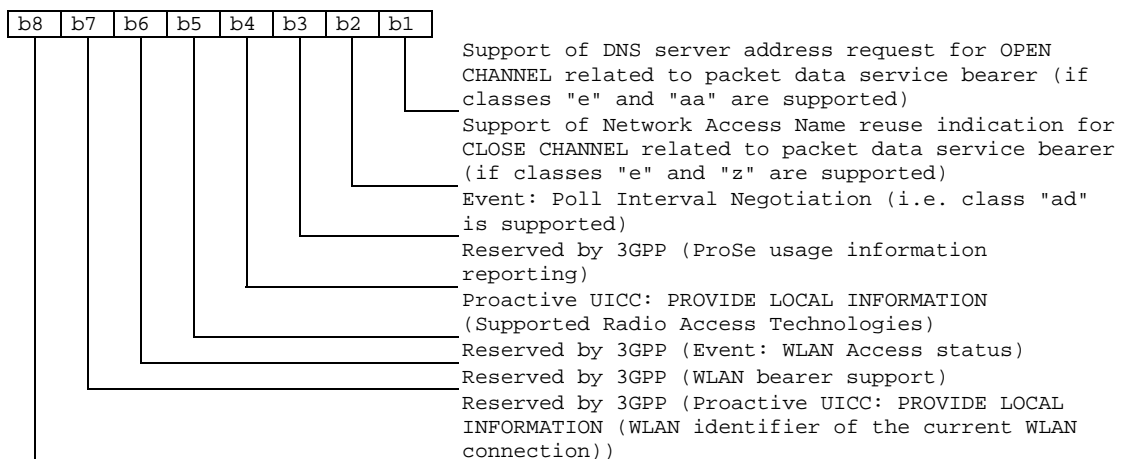 b8 b7 b6 b5 b4 b3 b2 b1
Support of DNS server address request for OPEN
CHANNEL related to packet data service bearer (if
classes "e" and "aa" are supported)
Support of Network Access Name reuse indication for
CLOSE CHANNEL related to packet data service bearer
(if classes "e" and "z" are supported)
Event: Poll Interval Negotiation (i.e. class "ad"
is supported)
Reserved by 3GPP (ProSe usage information
reporting)
Proactive UICC: PROVIDE LOCAL INFORMATION
(Supported Radio Access Technologies)
Reserved by 3GPP (Event: WLAN Access status)
Reserved by 3GPP (WLAN bearer support)
Reserved by 3GPP (Proactive UICC: PROVIDE LOCAL
INFORMATION (WLAN identifier of the current WLAN
connection))